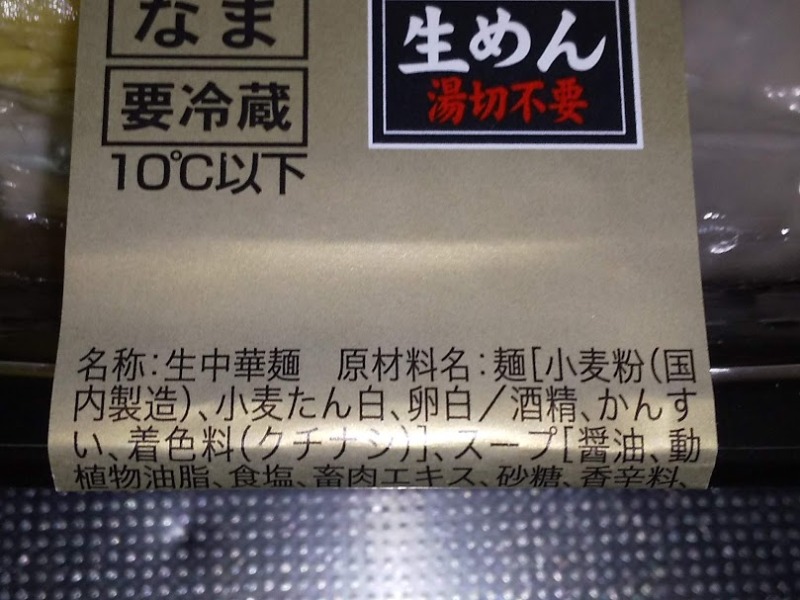 なま
要冷蔵
10℃以下
生めん
湯切不要
名称:生中華麺 原材料名:麺[小麦粉(国
内製造)、小麦たん白、卵白/酒精、かんす
い、着色料(クチナシ)]、スープ[醤油、動
植物油脂、食塩、畜肉エキス、砂糖、香辛料、